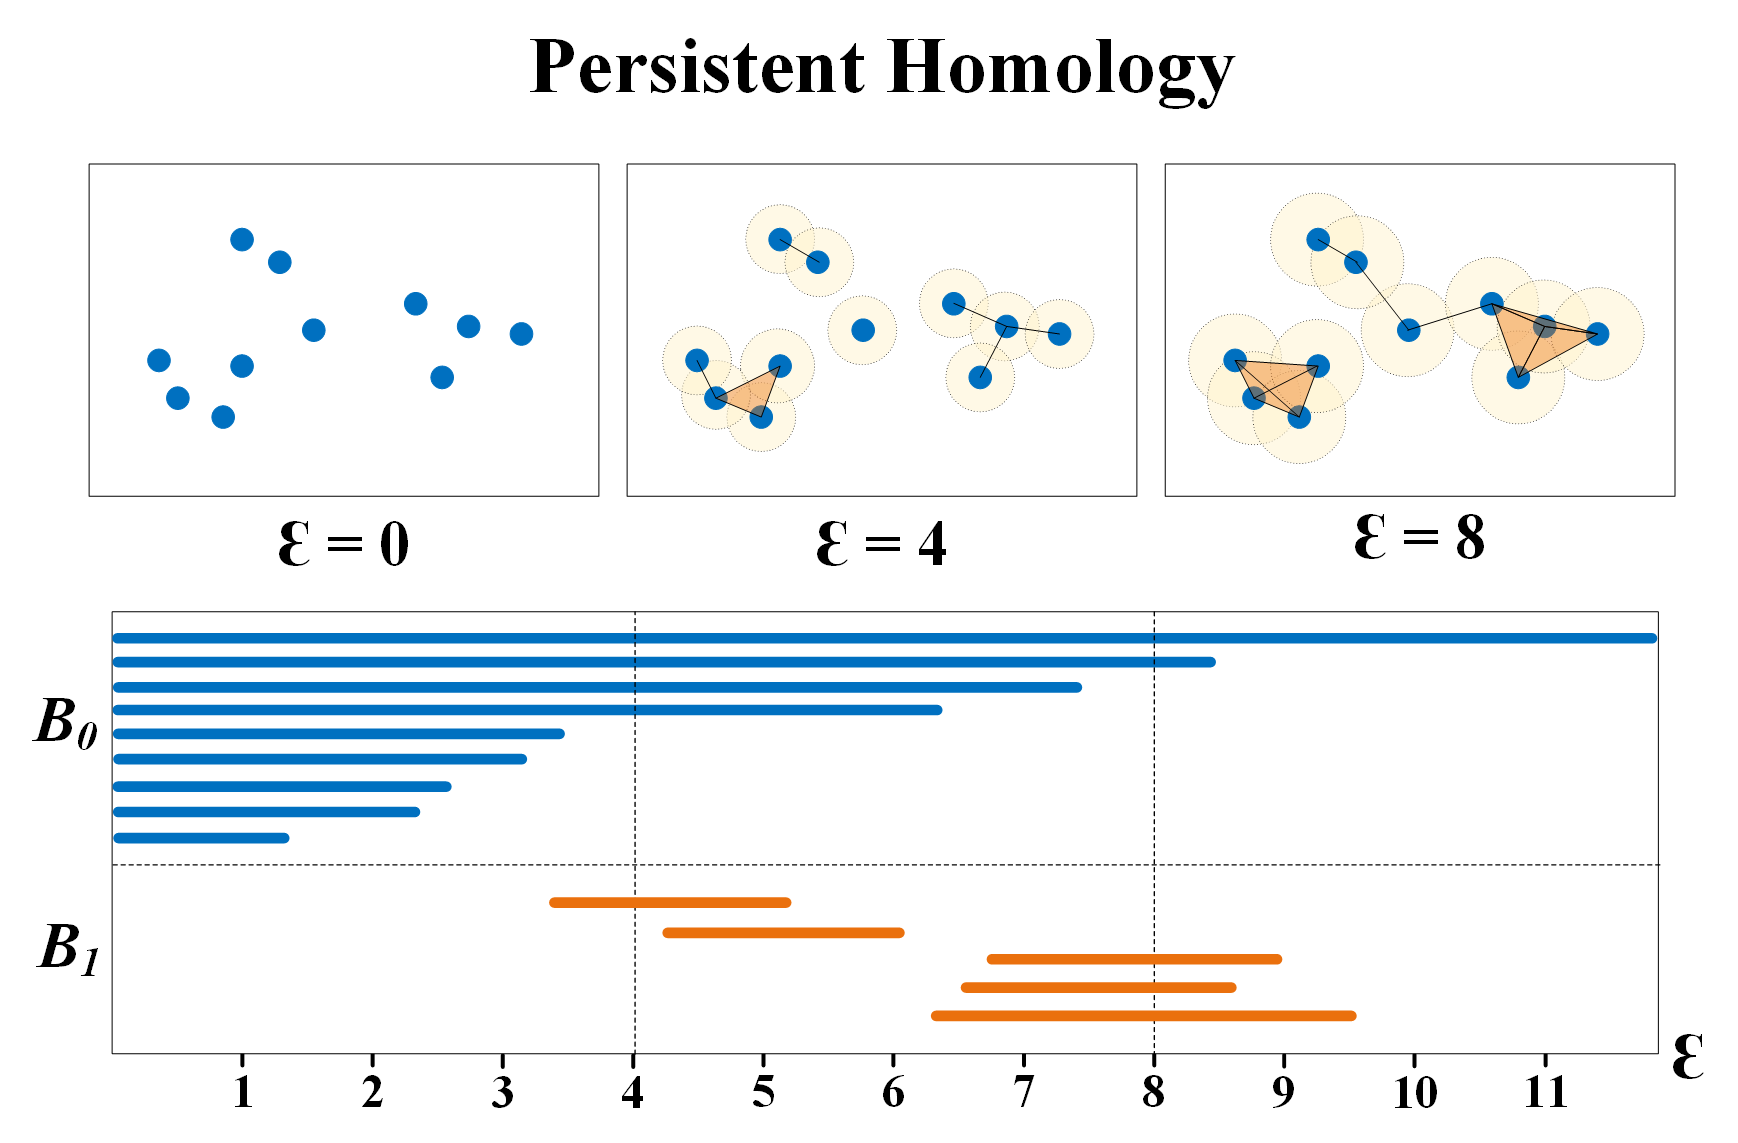 Persistent Homology
Ɛ = 0
Ɛ = 4
Ɛ = 8
B₀
B₁
Ɛ
1 2 3 4 5 6 7 8 9 10 11